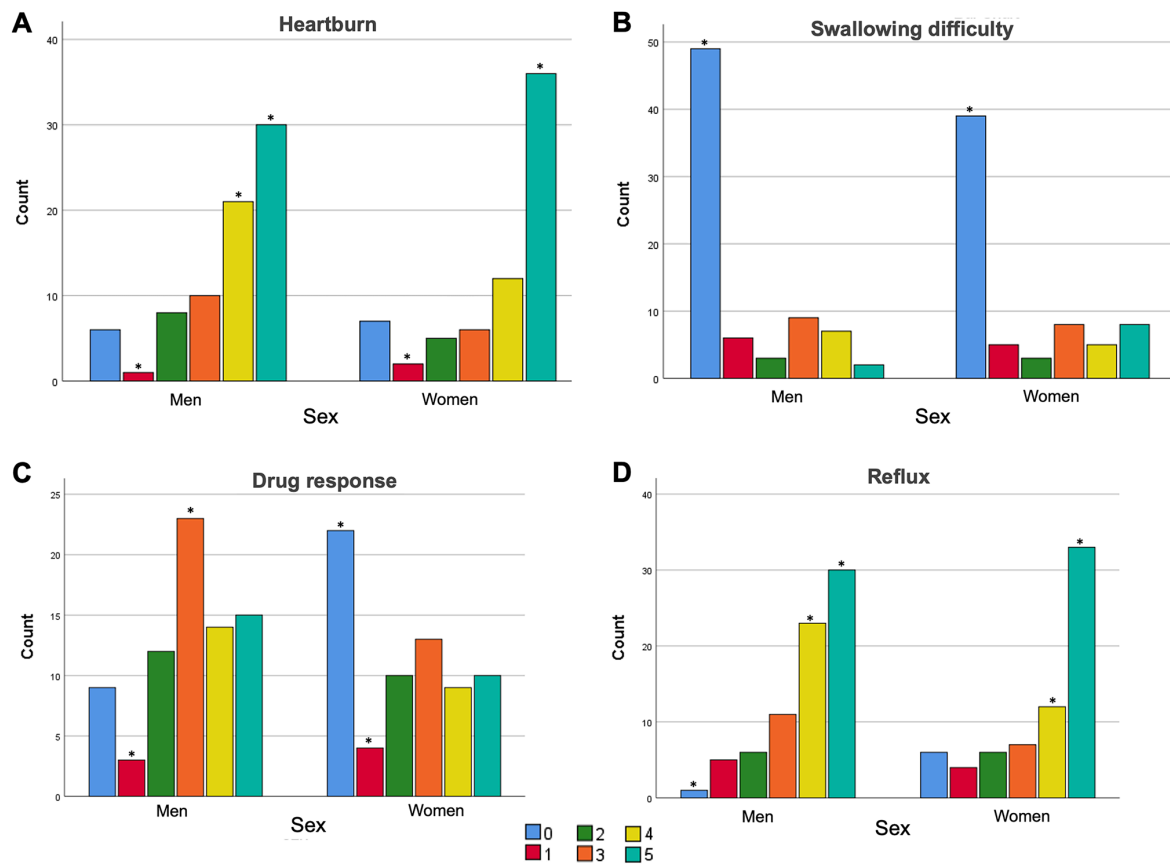 A
Heartburn
40
30
20
10
0
Count
* * * * *
Men
Women
Sex
B
Swallowing difficulty
50
40
30
20
10
0
Count
* *
Men
Women
Sex
C
Drug response
25
20
15
10
5
0
Count
* * * *
Men
Women
Sex
D
Reflux
40
30
20
10
0
Count
* * * * *
Men
Women
Sex
0 2 4
1 3 5